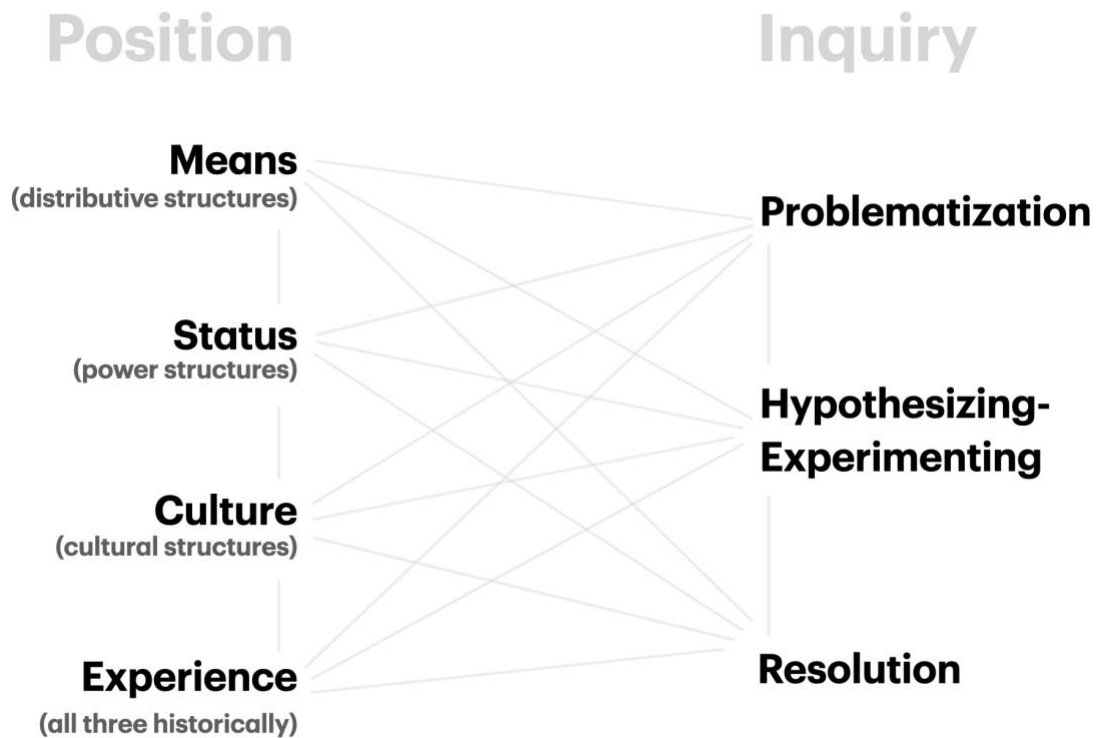 Position
Inquiry
Means
(distributive structures)
Status
(power structures)
Culture
(cultural structures)
Experience
(all three historically)
Problematization
Hypothesizing-
Experimenting
Resolution